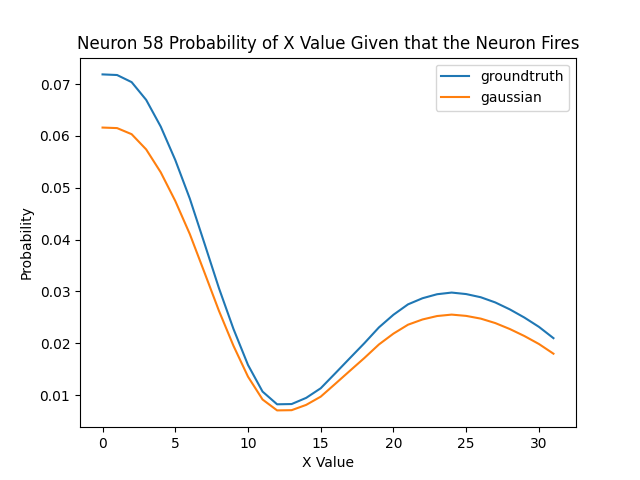 Neuron 58 Probability of X Value Given that the Neuron Fires
groundtruth
gaussian
0.07
0.06
0.05
0.04
0.03
0.02
0.01
Probability
0 5 10 15 20 25 30
X Value